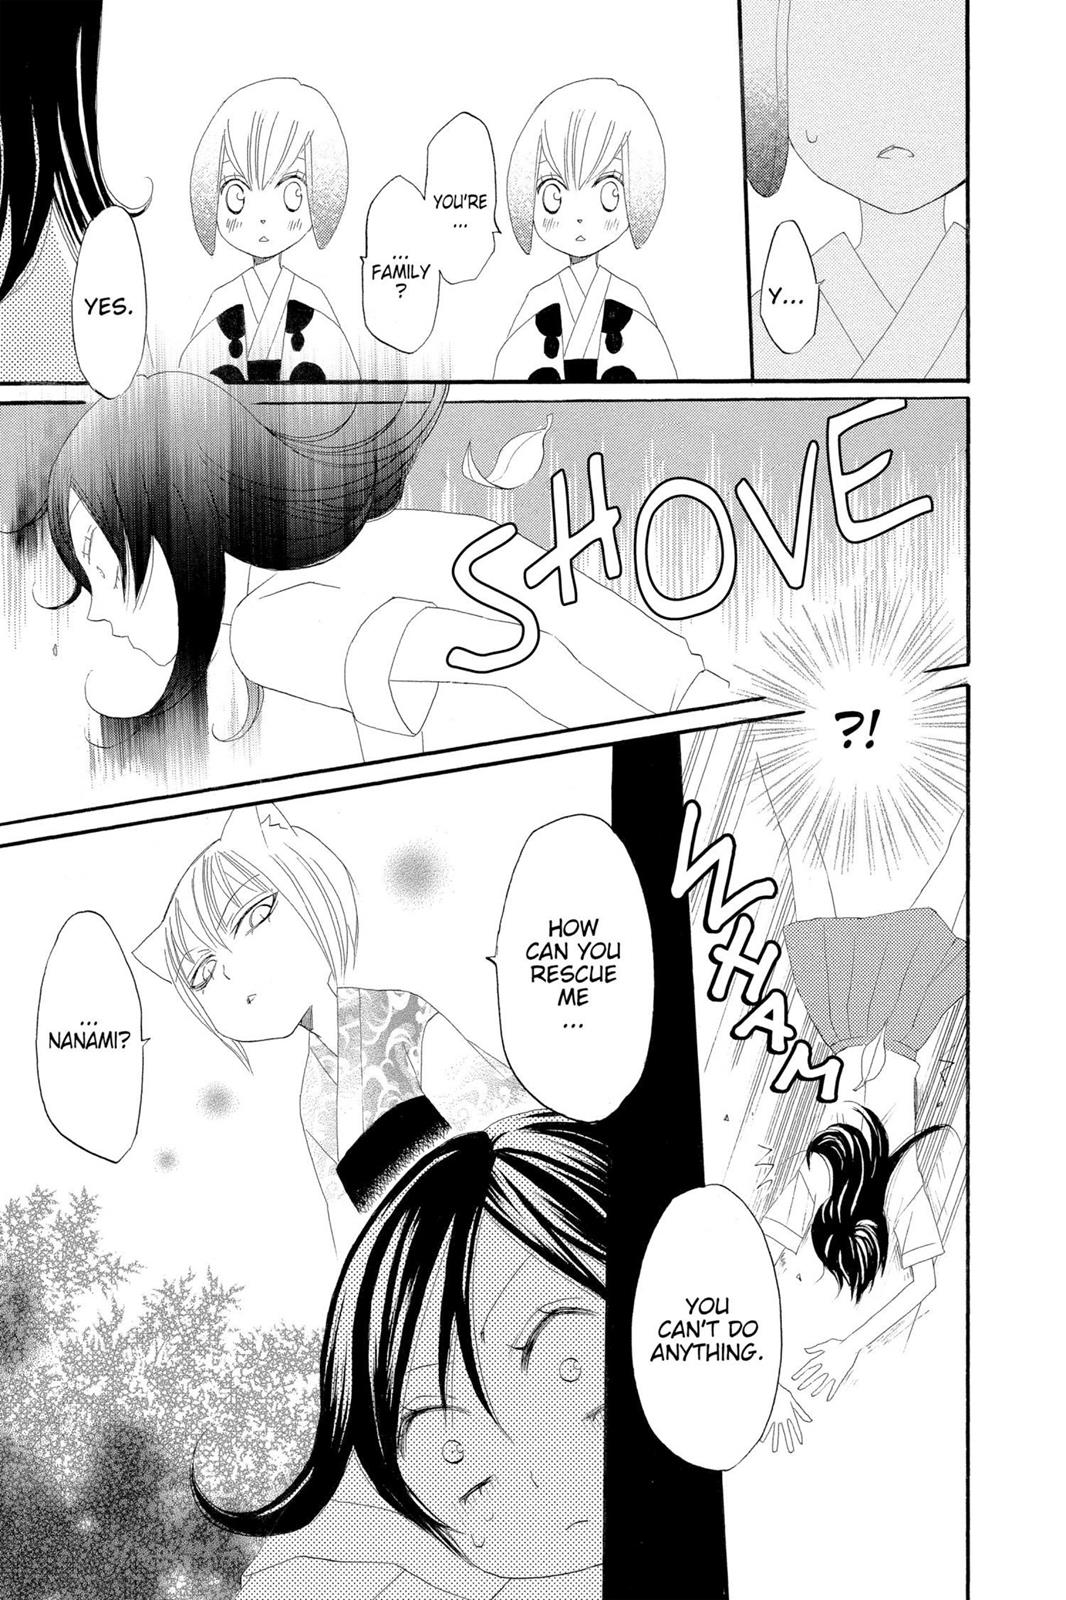 Y...
YOU'RE
...
...
FAMILY
?
YES.
SHOVE
?!
WHAM
HOW
CAN YOU
RESCUE
ME
...
...
NANAMI?
YOU
CAN'T DO
ANYTHING.